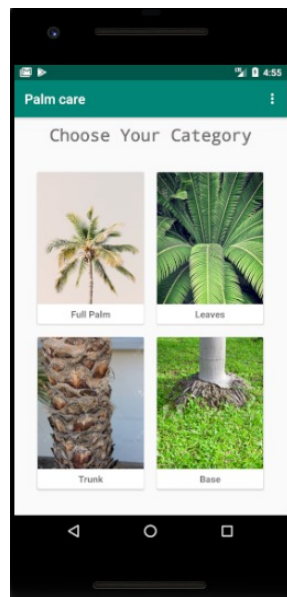 4:55
Palm care
Choose Your Category
Full Palm
Leaves
Trunk
Base